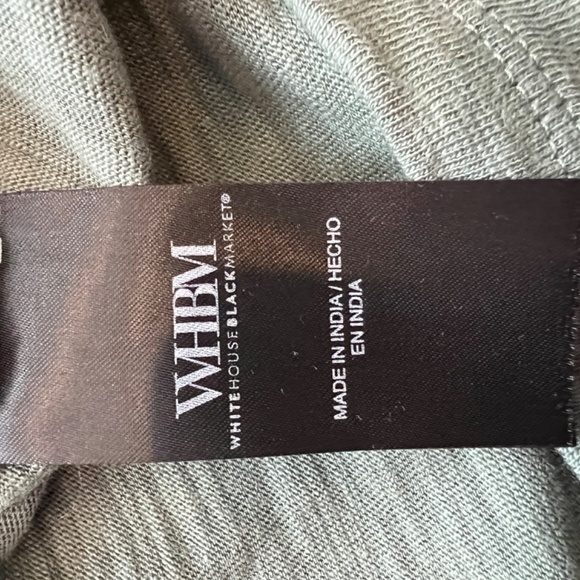 WHBM
WHITEHOUSEBLACKMARKET®
MADE IN INDIA / HECHO
EN INDIA